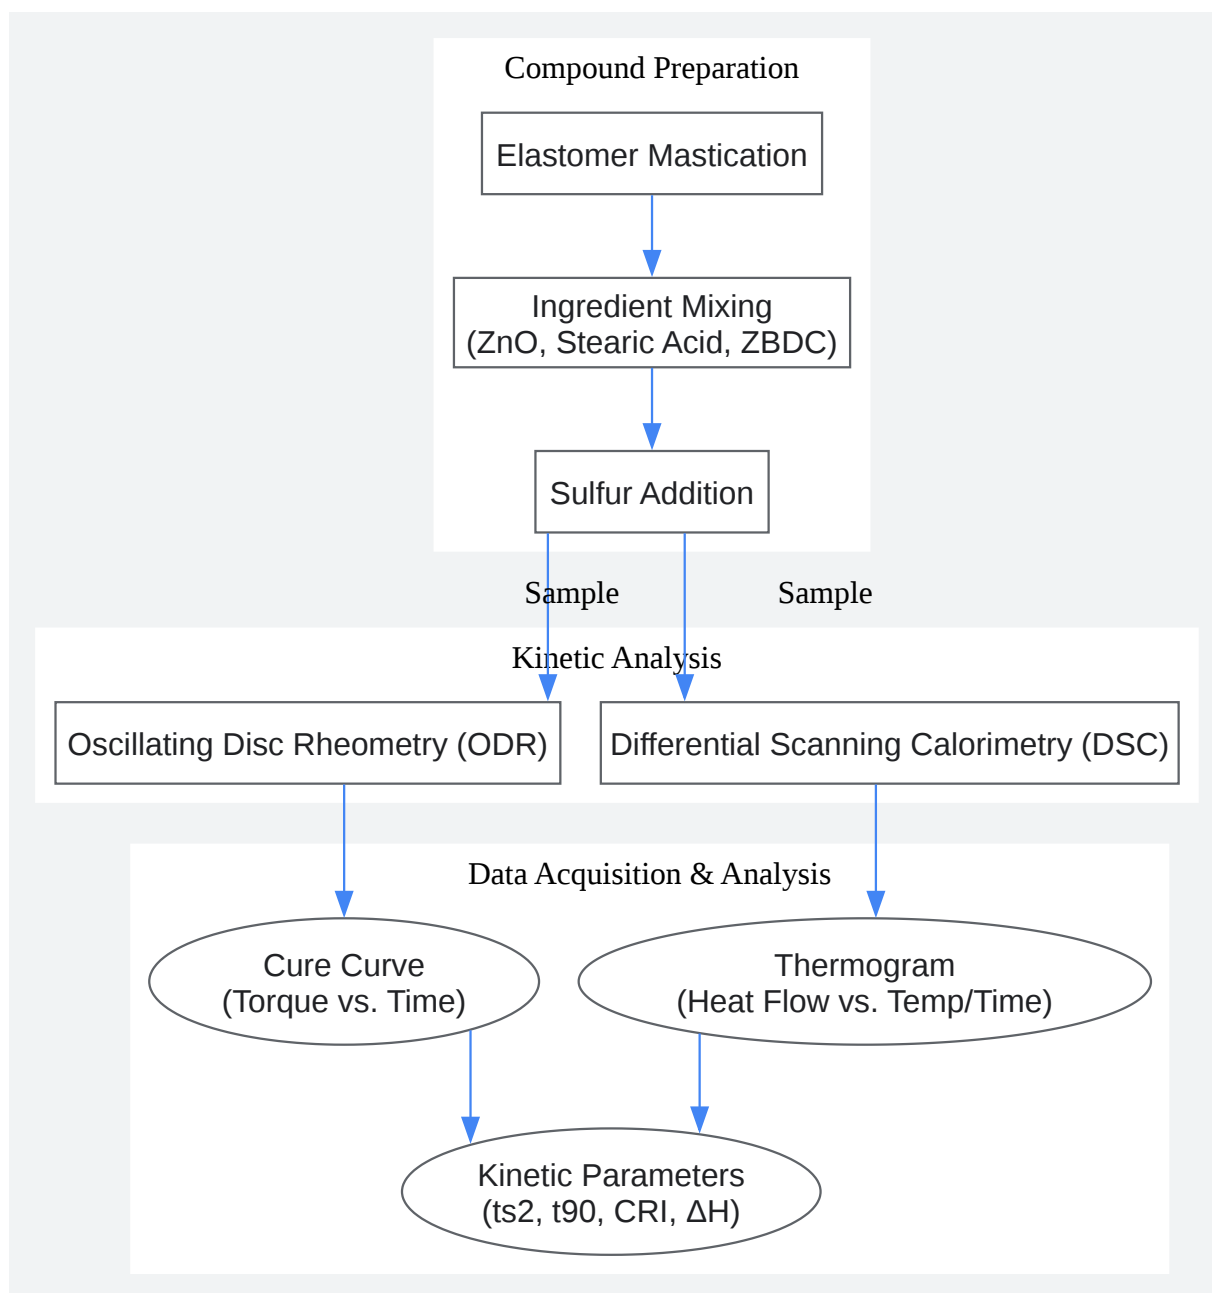 Compound Preparation
Elastomer Mastication
Ingredient Mixing
(ZnO, Stearic Acid, ZBDC)
Sulfur Addition
Sample
Sample
Kinetic Analysis
Oscillating Disc Rheometry (ODR)
Differential Scanning Calorimetry (DSC)
Data Acquisition & Analysis
Cure Curve
(Torque vs. Time)
Thermogram
(Heat Flow vs. Temp/Time)
Kinetic Parameters
(ts2, t90, CRI, ΔH)